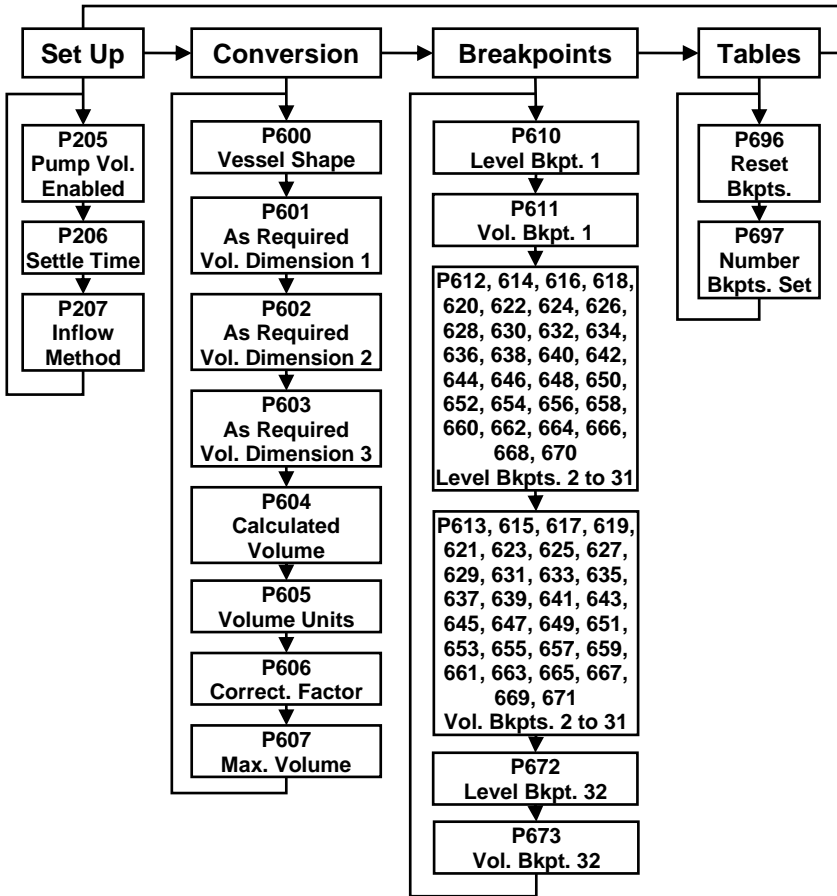 Set Up
Conversion
Breakpoints
Tables
P205
Pump Vol.
Enabled
P206
Settle Time
P207
Inflow
Method
P600
Vessel Shape
P601
As Required
Vol. Dimension 1
P602
As Required
Vol. Dimension 2
P603
As Required
Vol. Dimension 3
P604
Calculated
Volume
P605
Volume Units
P606
Correct. Factor
P607
Max. Volume
P610
Level Bkpt. 1
P611
Vol. Bkpt. 1
P612, 614, 616, 618,
620, 622, 624, 626,
628, 630, 632, 634,
636, 638, 640, 642,
644, 646, 648, 650,
652, 654, 656, 658,
660, 662, 664, 666,
668, 670
Level Bkpts. 2 to 31
P613, 615, 617, 619,
621, 623, 625, 627,
629, 631, 633, 635,
637, 639, 641, 643,
645, 647, 649, 651,
653, 655, 657, 659,
661, 663, 665, 667,
669, 671
Vol. Bkpts. 2 to 31
P672
Level Bkpt. 32
P673
Vol. Bkpt. 32
P696
Reset
Bkpts.
P697
Number
Bkpts. Set